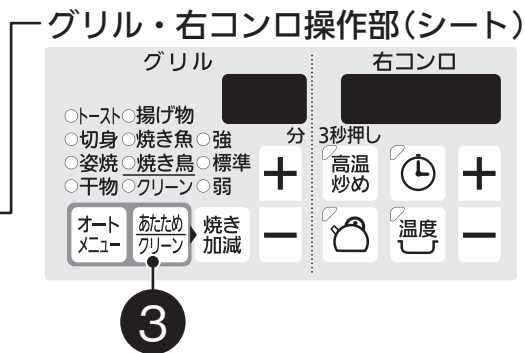 グリル・右コンロ操作部(シート)
グリル
右コンロ
トースト 揚げ物
切身 焼き魚 強
姿焼 焼き鳥 標準
干物 クリーン 弱
分
3秒押し
+
高温
炒め
+
オート
メニュー
あたため
クリーン
焼き
加減
−
温度
−
3